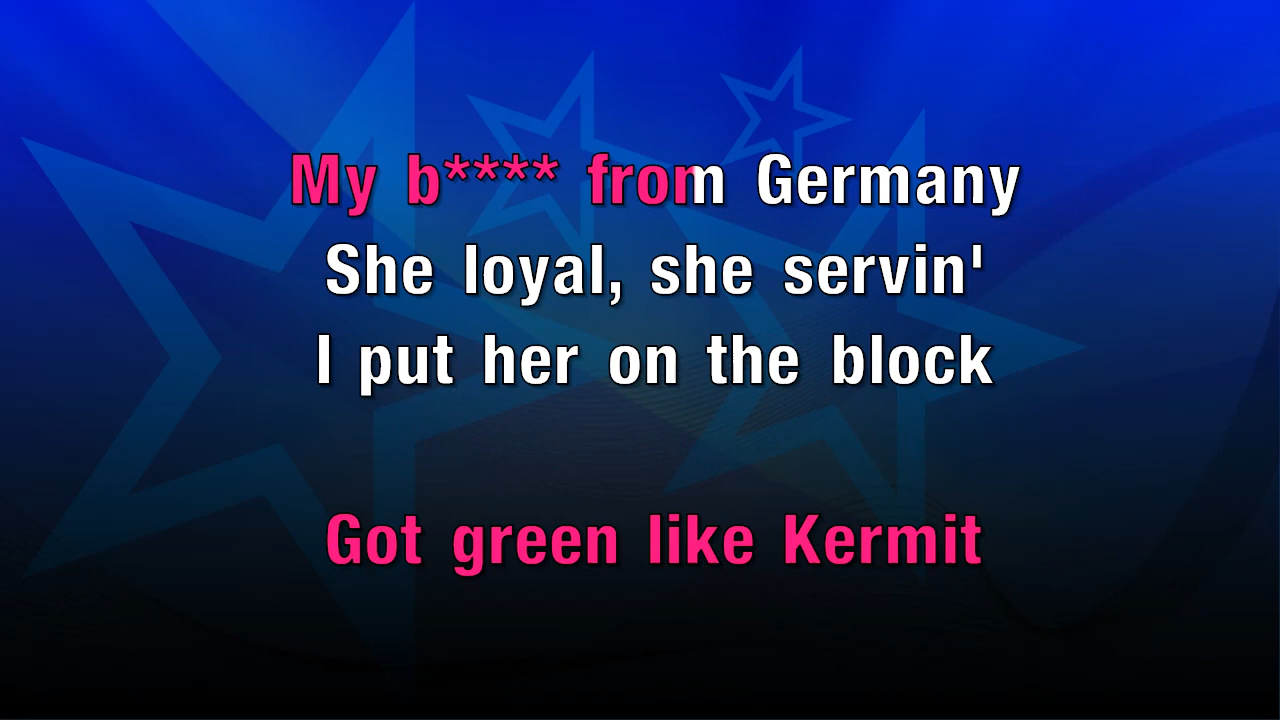 My b**** from Germany
She loyal, she servin'
I put her on the block
Got green like Kermit